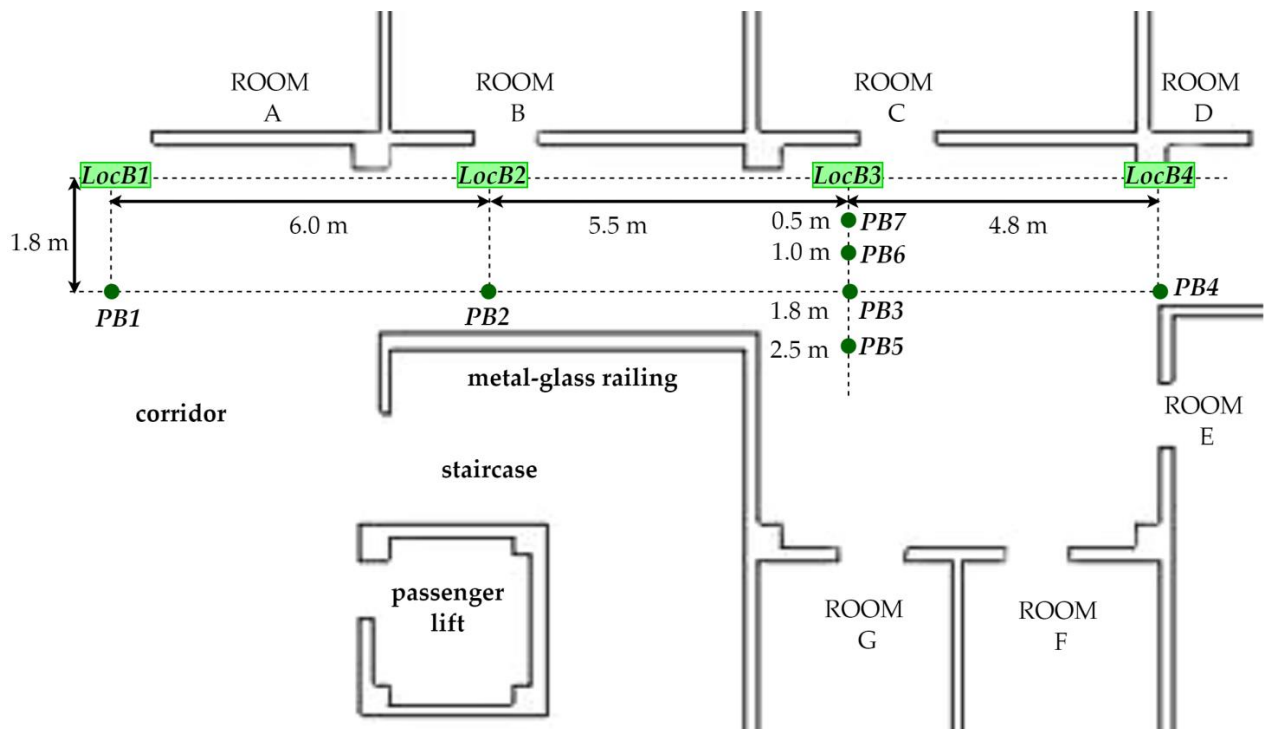 ROOM
A
ROOM
B
ROOM
C
ROOM
D
LocB1
LocB2
LocB3
LocB4
1.8 m
6.0 m
5.5 m
4.8 m
0.5 m
PB7
1.0 m
PB6
PB1
PB2
1.8 m
PB3
PB4
2.5 m
PB5
metal-glass railing
corridor
staircase
ROOM
E
passenger
lift
ROOM
G
ROOM
F